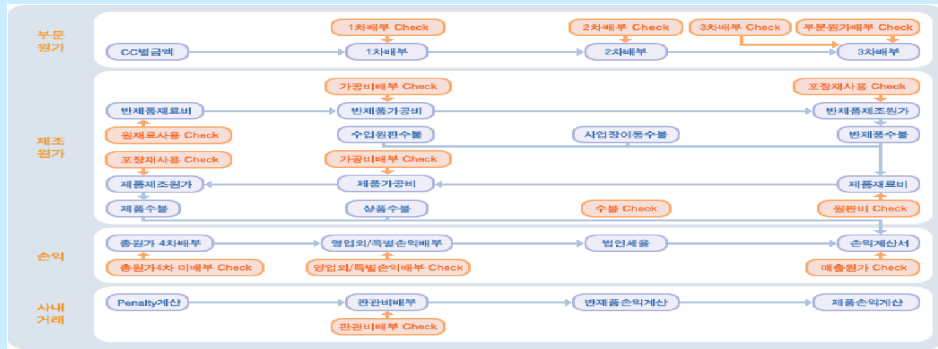 부문
원가
1차배부 Check
2차배부 Check
3차배부 Check
부문원가배부 Check
CC별금액
1차배부
2차배부
3차배부
제조
원가
가공비배부 Check
포장재사용 Check
반제품재료비
반제품가공비
반제품제조원가
원재료사용 Check
수입원판수불
사업장이동수불
반제품수불
포장재사용 Check
가공비배부 Check
제품제조원가
제품가공비
제품재료비
제품수불
상품수불
수불 Check
원판비 Check
손익
총원가 4차배부
영업외/특별손익배부
법인세율
손익계산서
총원가4차 미배부 Check
영업외/특별손익배부 Check
매출원가 Check
사내
거래
Penalty계산
판관비배부
반제품손익계산
제품손익계산
판관비배부 Check